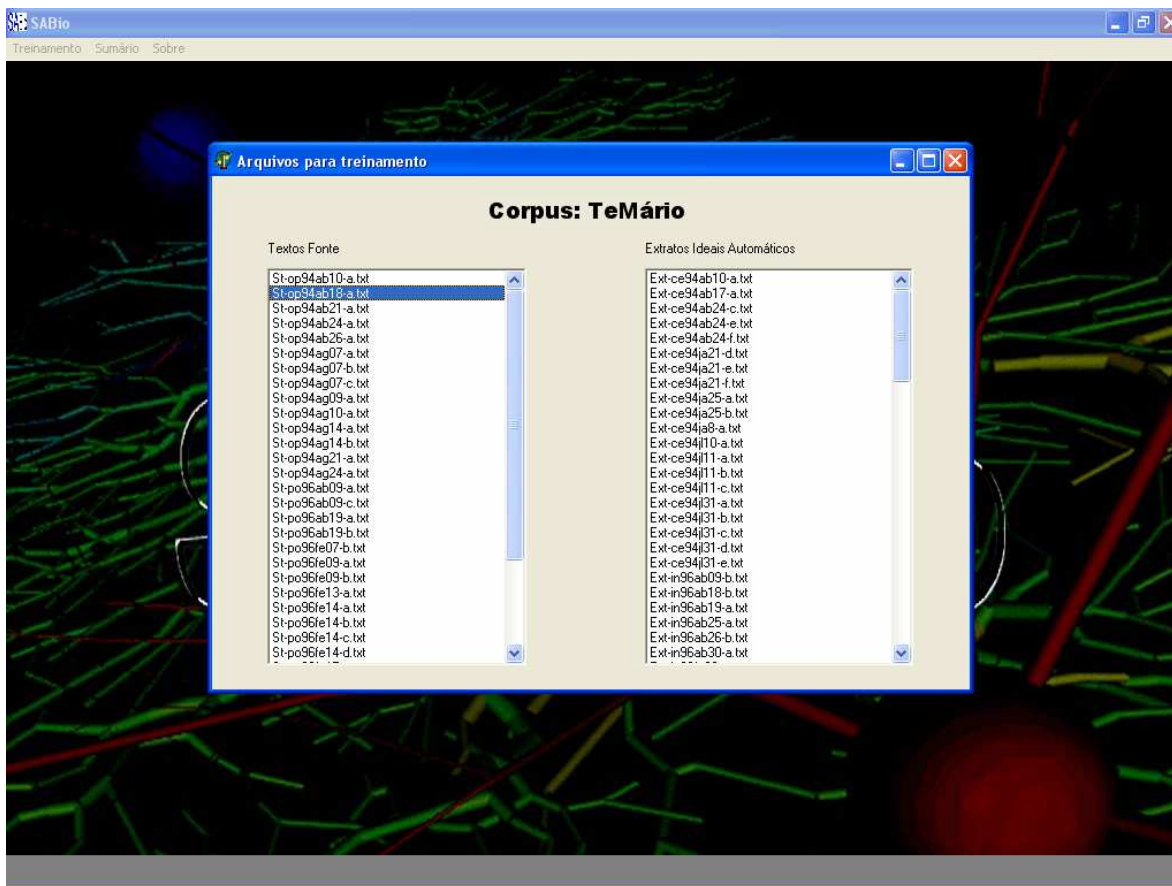 SABio
Treinamento Sumário Sobre
Arquivos para treinamento
Corpus: TeMário
Textos Fonte
St-op94ab10-a.txt
St-op94ab18-a.txt
St-op94ab21-a.txt
St-op94ab24-a.txt
St-op94ab26-a.txt
St-op94ag07-a.txt
St-op94ag07-b.txt
St-op94ag07-c.txt
St-op94ag09-a.txt
St-op94ag10-a.txt
St-op94ag14-a.txt
St-op94ag14-b.txt
St-op94ag21-a.txt
St-op94ag24-a.txt
St-po96ab09-a.txt
St-po96ab09-c.txt
St-po96ab19-a.txt
St-po96ab19-b.txt
St-po96fe07-b.txt
St-po96fe09-a.txt
St-po96fe09-b.txt
St-po96fe13-a.txt
St-po96fe14-a.txt
St-po96fe14-b.txt
St-po96fe14-c.txt
St-po96fe14-d.txt
Extratos Ideais Automáticos
Ext-ce94ab10-a.txt
Ext-ce94ab17-a.txt
Ext-ce94ab24-c.txt
Ext-ce94ab24-e.txt
Ext-ce94ab24-f.txt
Ext-ce94ja21-d.txt
Ext-ce94ja21-e.txt
Ext-ce94ja21-f.txt
Ext-ce94ja25-a.txt
Ext-ce94ja25-b.txt
Ext-ce94ja8-a.txt
Ext-ce94jl10-a.txt
Ext-ce94jl11-a.txt
Ext-ce94jl11-b.txt
Ext-ce94jl11-c.txt
Ext-ce94jl31-a.txt
Ext-ce94jl31-b.txt
Ext-ce94jl31-c.txt
Ext-ce94jl31-d.txt
Ext-ce94jl31-e.txt
Ext-in96ab09-b.txt
Ext-in96ab18-b.txt
Ext-in96ab19-a.txt
Ext-in96ab25-a.txt
Ext-in96ab26-b.txt
Ext-in96ab30-a.txt